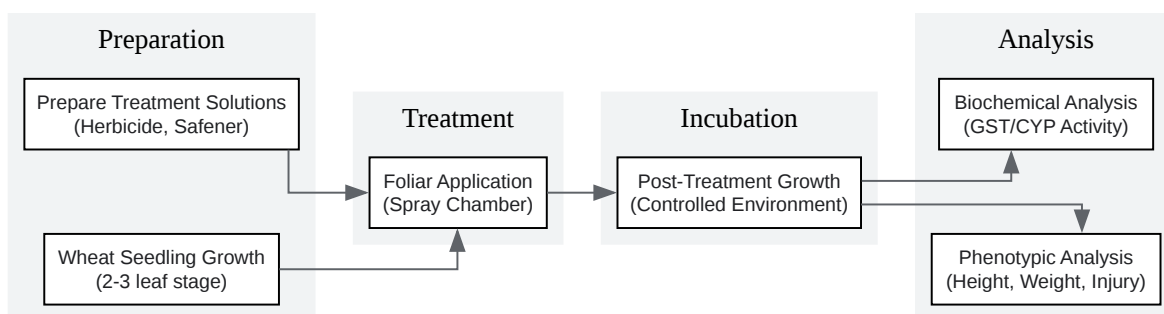 Preparation
Prepare Treatment Solutions
(Herbicide, Safener)
Wheat Seedling Growth
(2-3 leaf stage)
Treatment
Foliar Application
(Spray Chamber)
Incubation
Post-Treatment Growth
(Controlled Environment)
Analysis
Biochemical Analysis
(GST/CYP Activity)
Phenotypic Analysis
(Height, Weight, Injury)